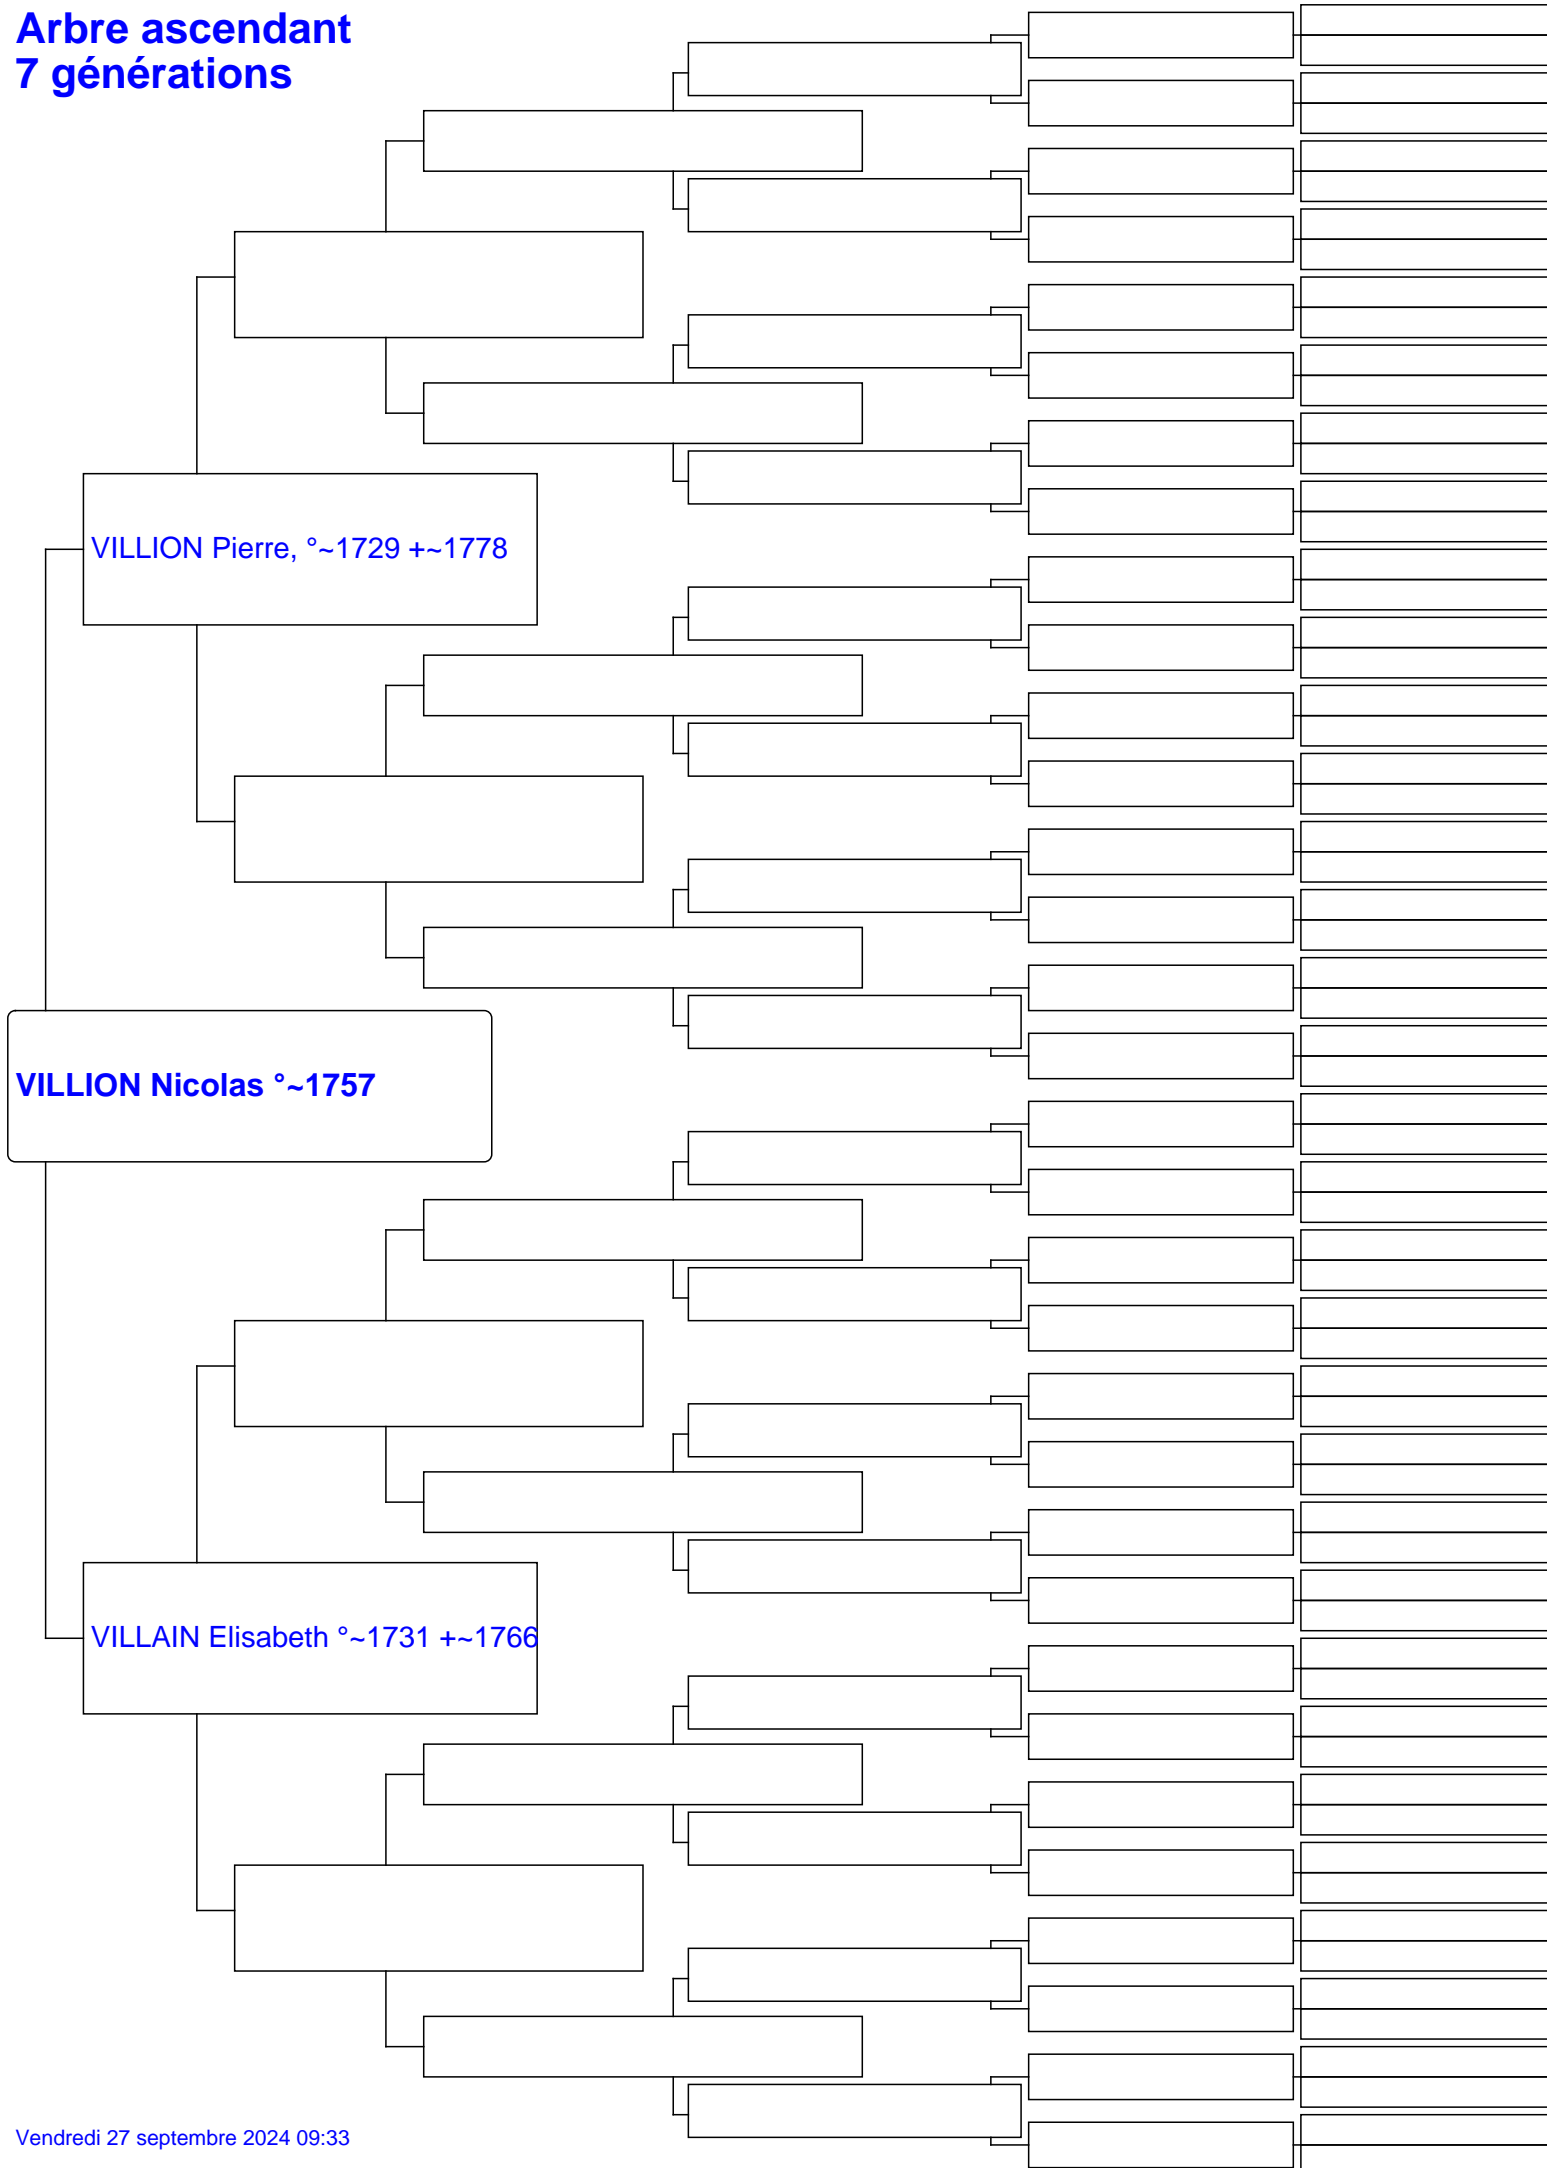 Arbre ascendant
7 générations
VILLION Pierre, °~1729 +~1778
VILLION Nicolas °~1757
VILLAIN Elisabeth °~1731 +~1766
Vendredi 27 septembre 2024 09:33